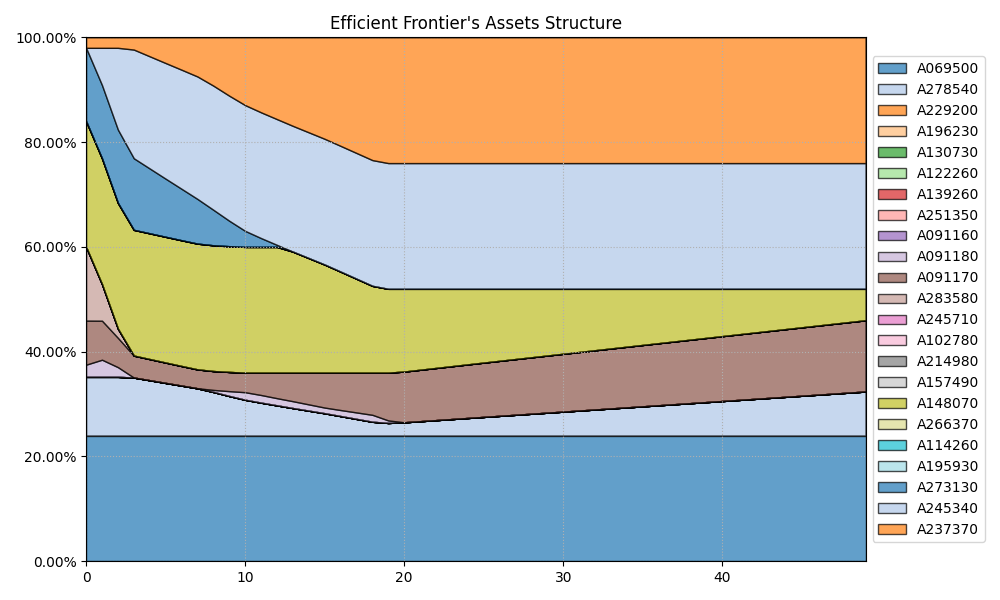 Efficient Frontier's Assets Structure
100.00%
80.00%
60.00%
40.00%
20.00%
0.00%
0
10
20
30
40
A069500
A278540
A229200
A196230
A130730
A122260
A139260
A251350
A091160
A091180
A091170
A283580
A245710
A102780
A214980
A157490
A148070
A266370
A114260
A195930
A273130
A245340
A237370